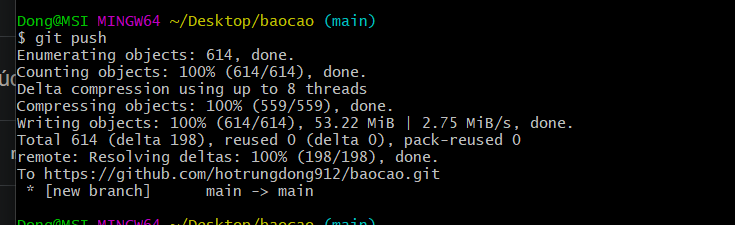 Dong@MSI MINGW64 ~/Desktop/baocao (main)
$ git push
Enumerating objects: 614, done.
Counting objects: 100% (614/614), done.
Delta compression using up to 8 threads
Compressing objects: 100% (559/559), done.
Writing objects: 100% (614/614), 53.22 MiB | 2.75 MiB/s, done.
Total 614 (delta 198), reused 0 (delta 0), pack-reused 0
remote: Resolving deltas: 100% (198/198), done.
To https://github.com/hotrungdong912/baocao.git
 * [new branch]      main -> main
Dong@MSI MINGW64 ~/Desktop/baocao (main)